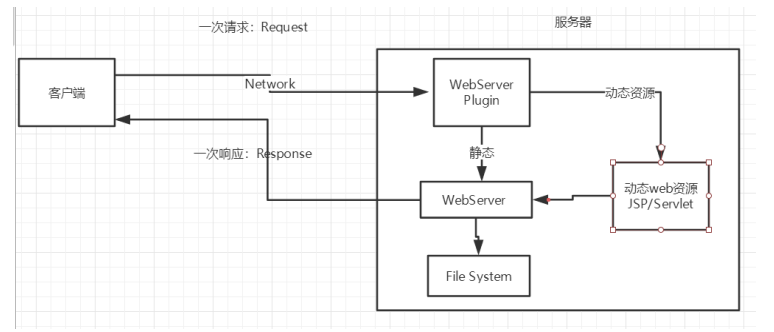 一次请求：Request
服务器
客户端
Network
WebServer
Plugin
动态资源
静态
一次响应：Response
动态web资源
JSP/Servlet
WebServer
File System